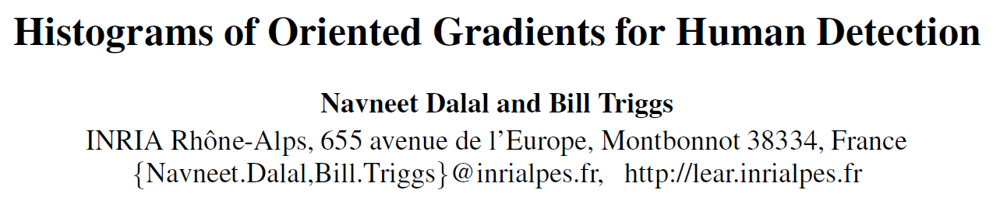 Histograms of Oriented Gradients for Human Detection
Navneet Dalal and Bill Triggs
INRIA Rhône-Alps, 655 avenue de l'Europe, Montbonnot 38334, France
{Navneet.Dalal,Bill.Triggs}@inrialpes.fr, http://lear.inrialpes.fr